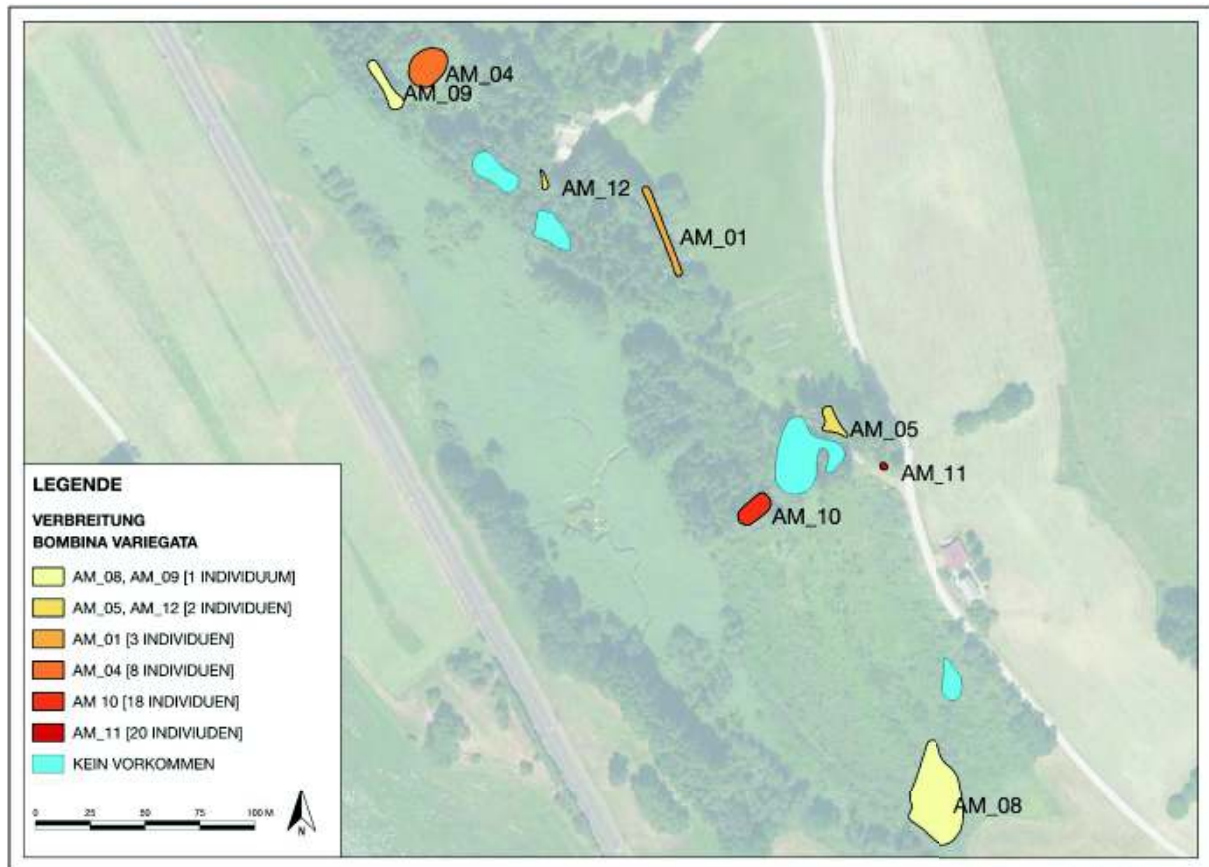 AM_04
AM_09
AM_12
AM_01
AM_05
AM_11
AM_10
AM_08
LEGENDE
VERBREITUNG
BOMBINA VARIEGATA
AM_08, AM_09 [1 INDIVIDUUM]
AM_05, AM_12 [2 INDIVIDUEN]
AM_01 [3 INDIVIDUEN]
AM_04 [8 INDIVIDUEN]
AM 10 [18 INDIVIDUEN]
AM_11 [20 INDIVIUDEN]
KEIN VORKOMMEN
0 25 50 75 100 M
N